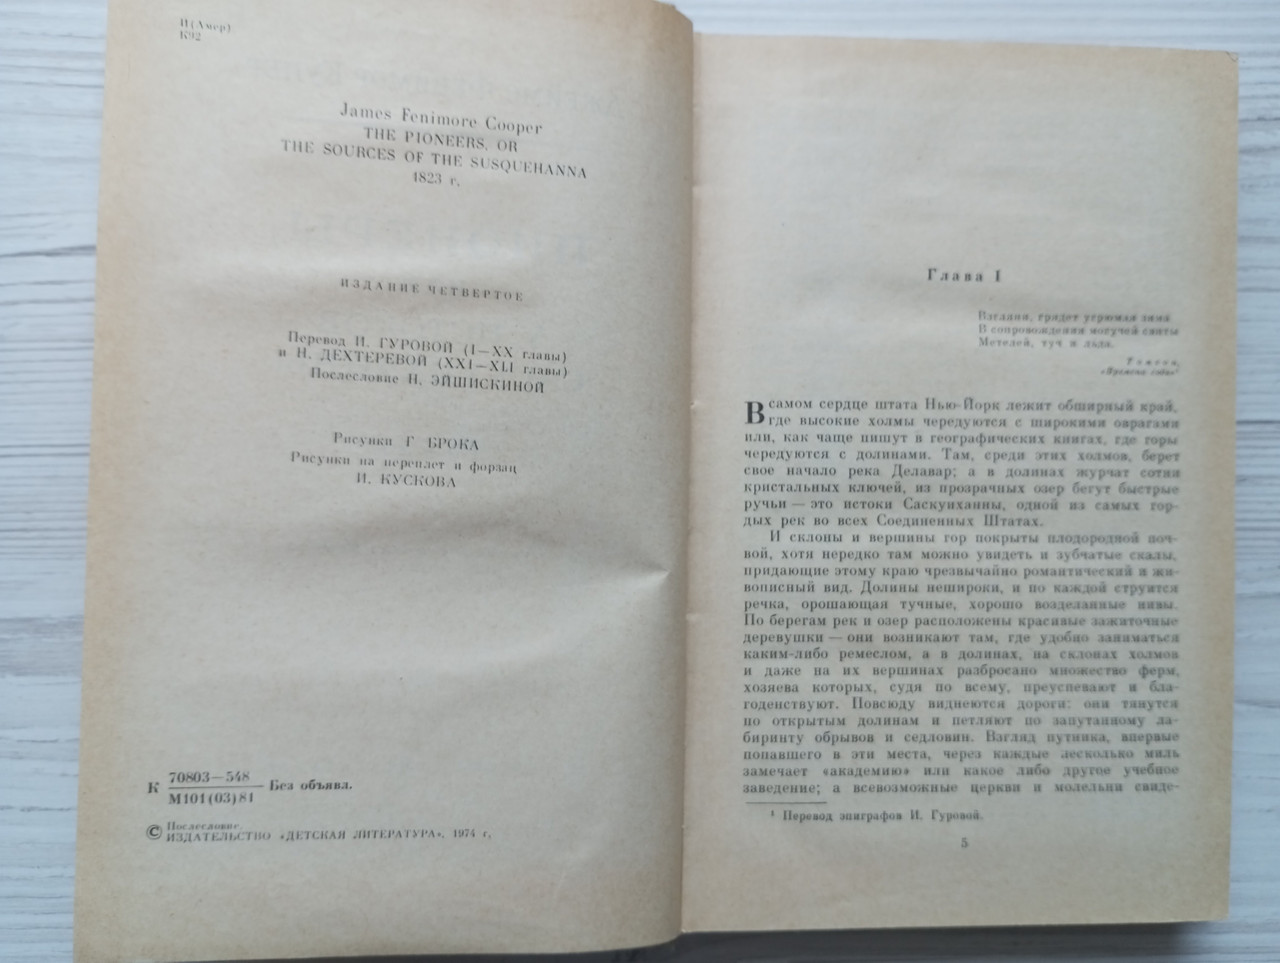 И(Амер)
К92
James Fenimore Cooper
THE PIONEERS, OR
THE SOURCES OF THE SUSQUEHANNA
1823 г.
ИЗДАНИЕ ЧЕТВЕРТОЕ
Перевод И. ГУРОВОЙ (I—XX главы)
и Н. ДЕХТЕРЕВОЙ (XXI—XLI главы)
Послесловие Н. ЭЙШИСКИНОЙ
Рисунки Г. БРОКА
Рисунки на переплет и форзац
И. КУСКОВА
К 70803—548
М101(03)81 Без объявл.
© Послесловие.
ИЗДАТЕЛЬСТВО «ДЕТСКАЯ ЛИТЕРАТУРА», 1974 г.
Глава I
Взгляни, грядет угрюмая зима
В сопровождении могучей свиты
Метелей, туч и льда.
Томсон,
«Времена года»¹
В самом сердце штата Нью-Йорк лежит обширный край,
где высокие холмы чередуются с широкими оврагами
или, как чаще пишут в географических книгах, где горы
чередуются с долинами. Там, среди этих холмов, берет
свое начало река Делавар; а в долинах журчат сотни
кристальных ключей, из прозрачных озер бегут быстрые
ручьи — это истоки Саскуиханны, одной из самых гор-
дых рек во всех Соединенных Штатах.
И склоны и вершины гор покрыты плодородной поч-
вой, хотя нередко там можно увидеть и зубчатые скалы,
придающие этому краю чрезвычайно романтический и жи-
вописный вид. Долины нешироки, и по каждой струится
речка, орошающая тучные, хорошо возделанные нивы.
По берегам рек и озер расположены красивые зажиточные
деревушки — они возникают там, где удобно заниматься
каким-либо ремеслом, а в долинах, на склонах холмов
и даже на их вершинах разбросано множество ферм,
хозяева которых, судя по всему, преуспевают и бла-
годенствуют. Повсюду виднеются дороги: они тянутся
по открытым долинам и петляют по запутанному ла-
биринту обрывов и седловин. Взгляд путника, впервые
попавшего в эти места, через каждые несколько миль
замечает «академию» или какое либо другое учебное
заведение; а всевозможные церкви и молельни свиде-
¹ Перевод эпиграфов И. Гуровой.
5